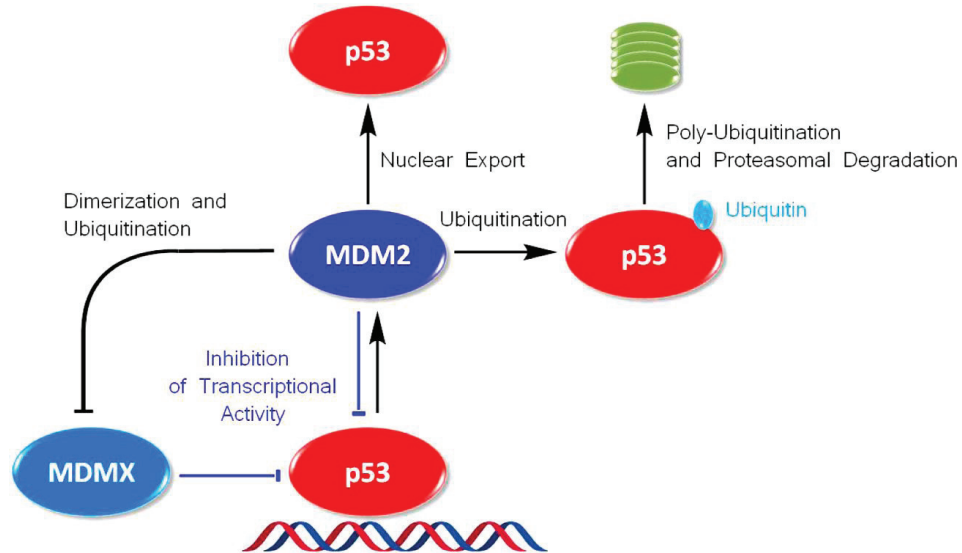 p53
Nuclear Export
Poly-Ubiquitination
and Proteasomal Degradation
Dimerization and
Ubiquitination
MDM2
Ubiquitination
Ubiquitin
p53
Inhibition
of Transcriptional
Activity
MDMX
p53